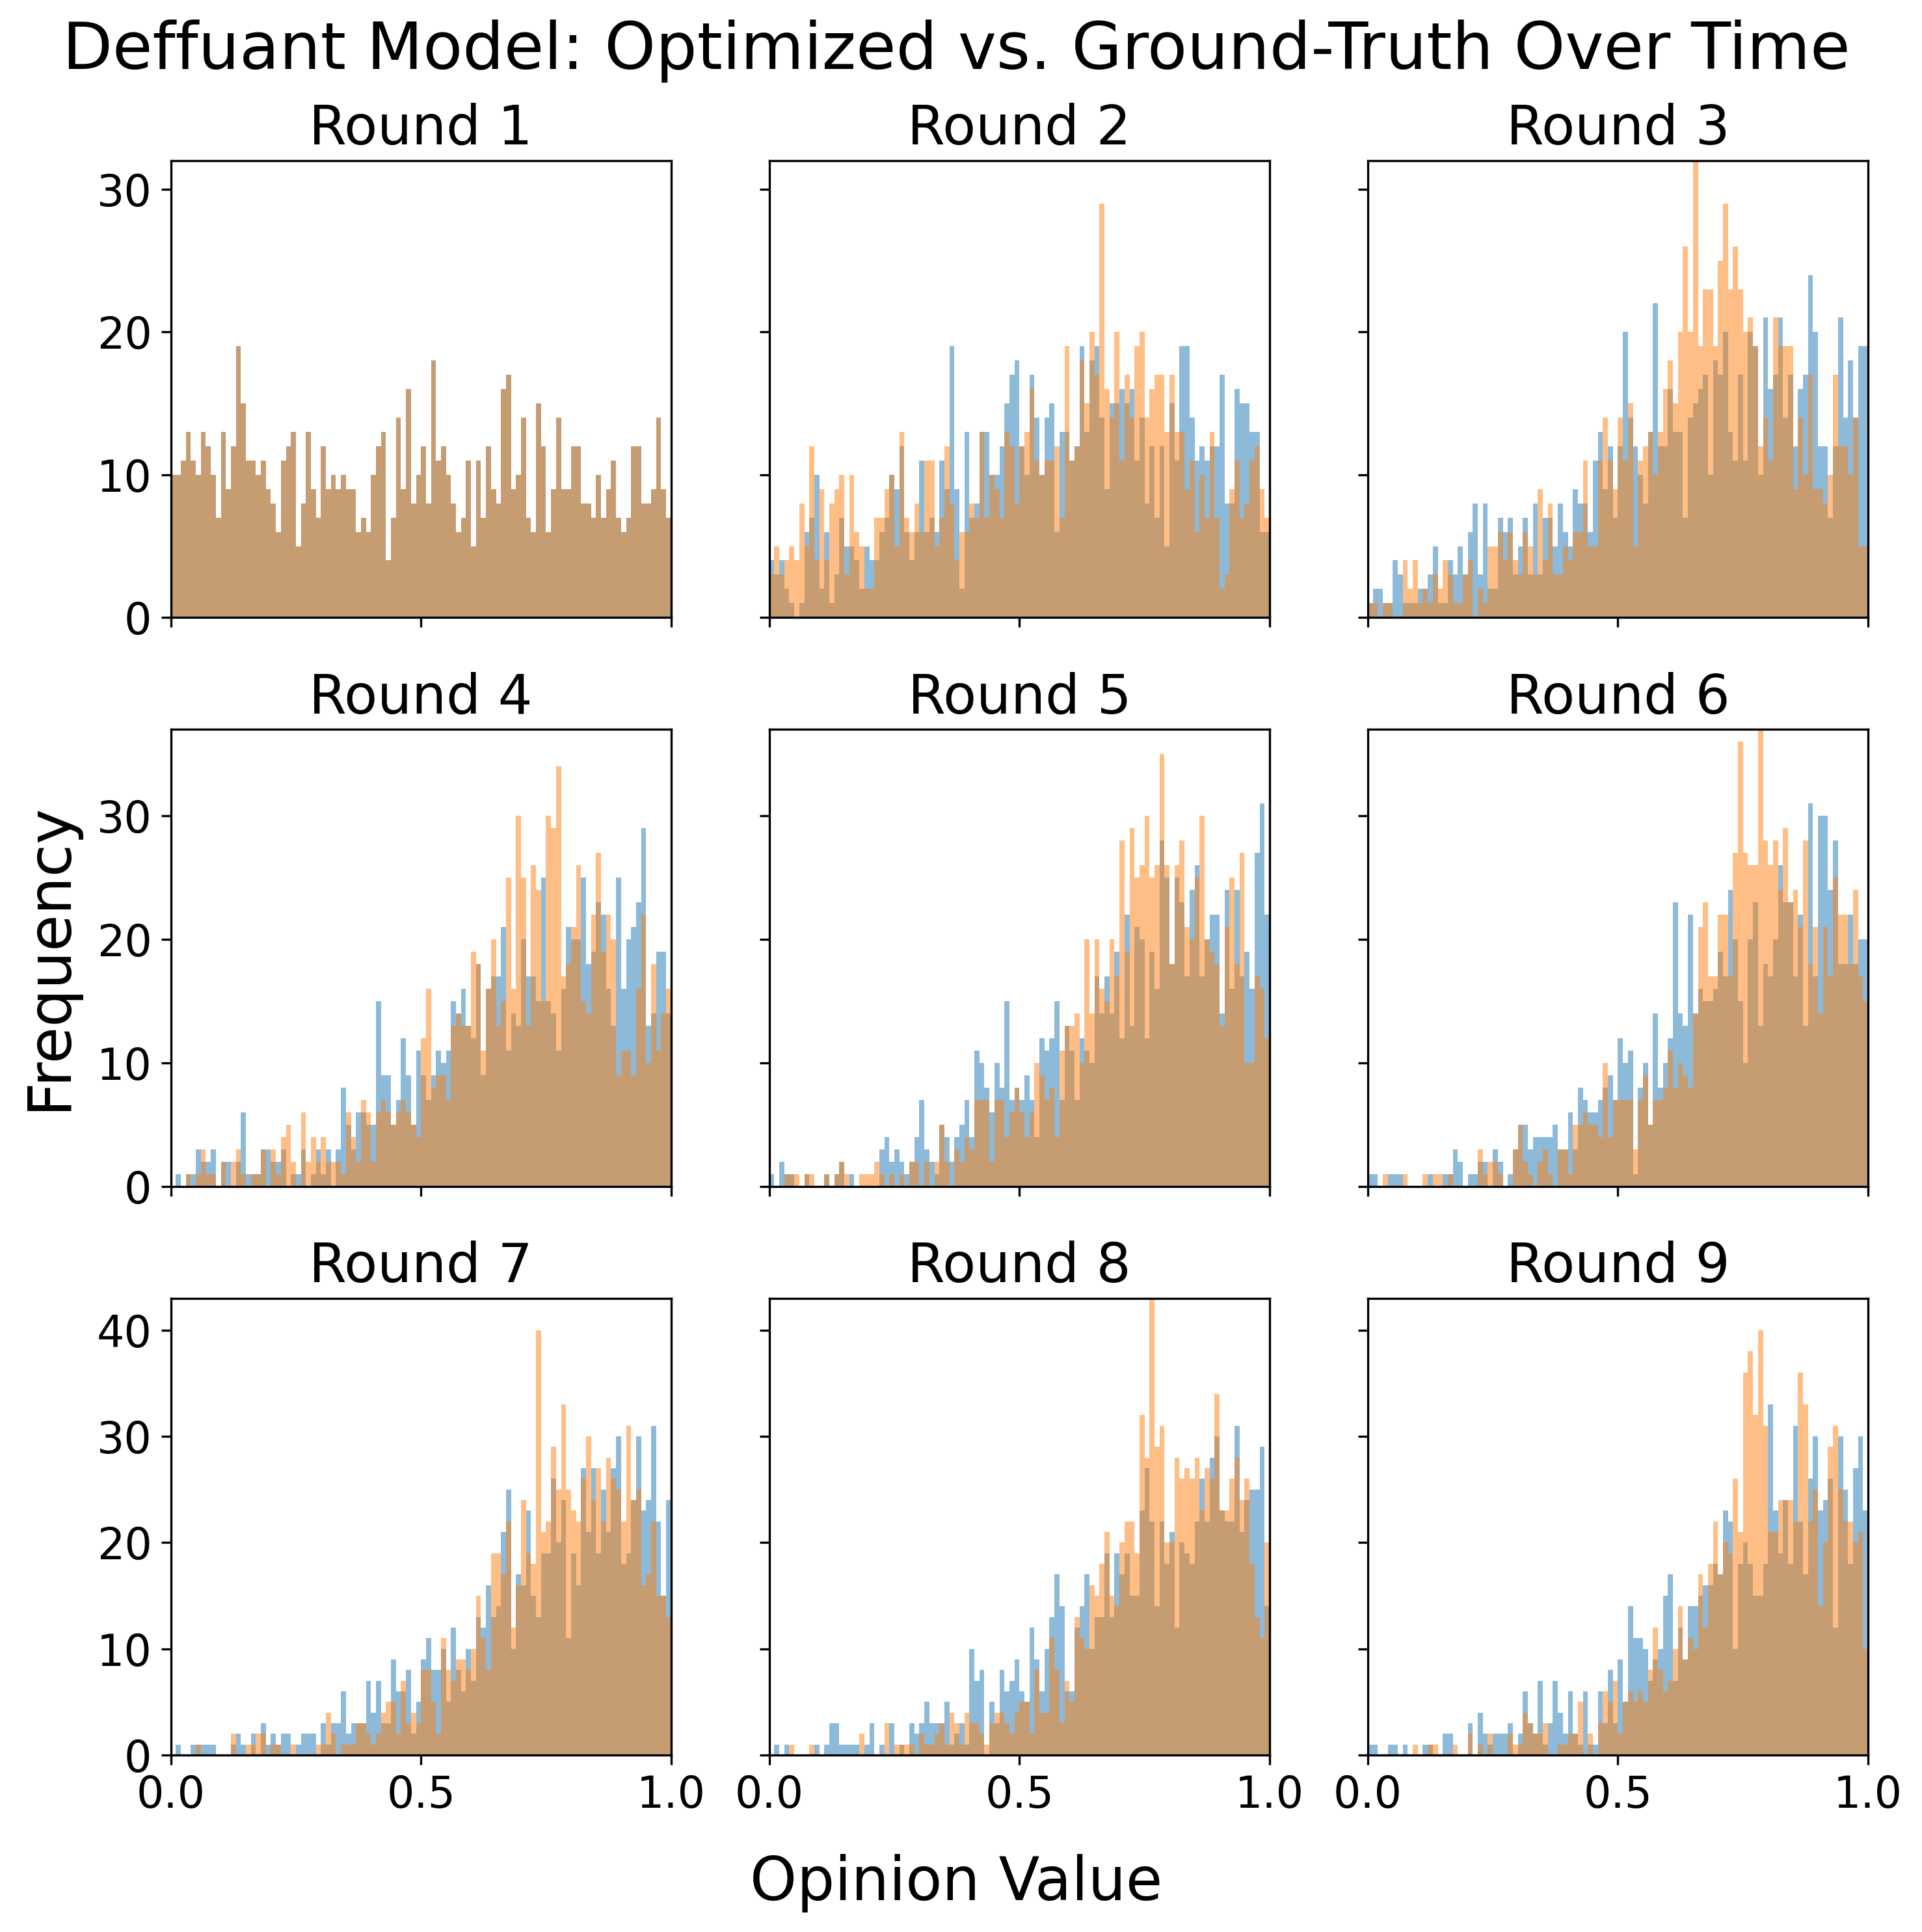 Deffuant Model: Optimized vs. Ground-Truth Over Time
Round 1
Round 2
Round 3
30
20
10
0
Round 4
Round 5
Round 6
30
20
10
0
Frequency
Round 7
Round 8
Round 9
40
30
20
10
0
0.0 0.5 1.0 0.0 0.5 1.0 0.0 0.5 1.0
Opinion Value